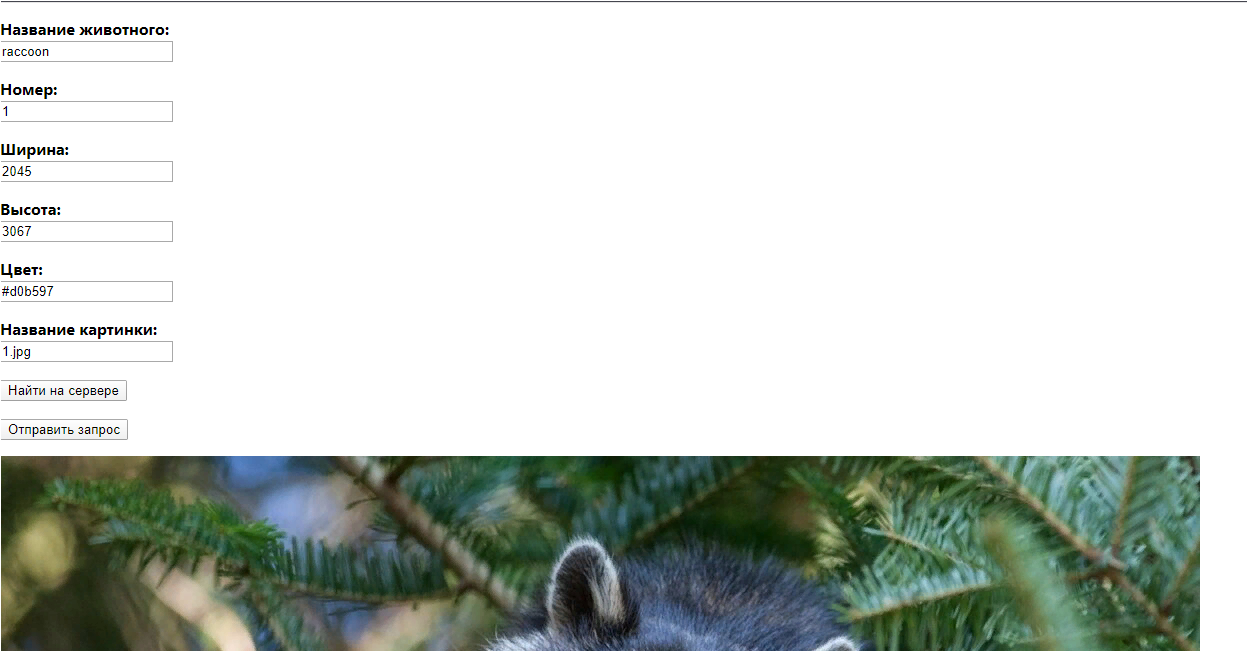 Название животного:
raccoon
Номер:
1
Ширина:
2045
Высота:
3067
Цвет:
#d0b597
Название картинки:
1.jpg
Найти на сервере
Отправить запрос